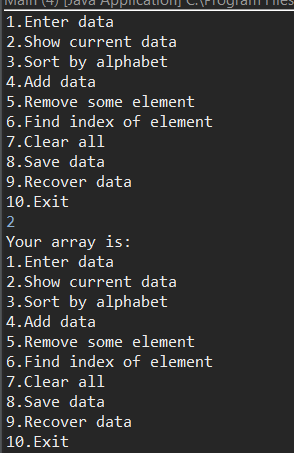 Main (4) [Java Application] C:\Program Files
1.Enter data
2.Show current data
3.Sort by alphabet
4.Add data
5.Remove some element
6.Find index of element
7.Clear all
8.Save data
9.Recover data
10.Exit
2
Your array is:
1.Enter data
2.Show current data
3.Sort by alphabet
4.Add data
5.Remove some element
6.Find index of element
7.Clear all
8.Save data
9.Recover data
10.Exit